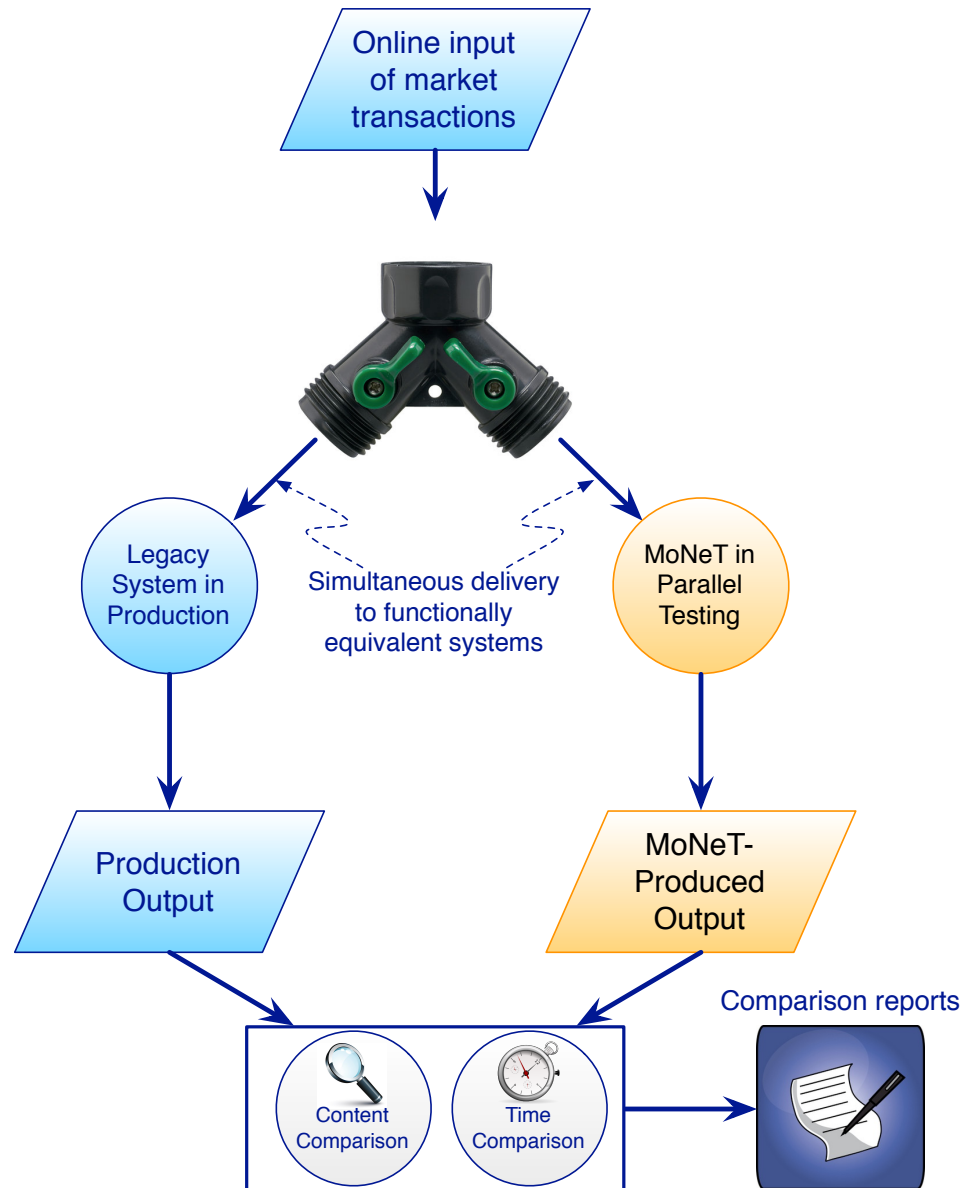 Online input
of market
transactions
Legacy
System in
Production
Simultaneous delivery
to functionally
equivalent systems
MoNeT in
Parallel
Testing
Production
Output
MoNeT-
Produced
Output
Comparison reports
Content
Comparison
Time
Comparison